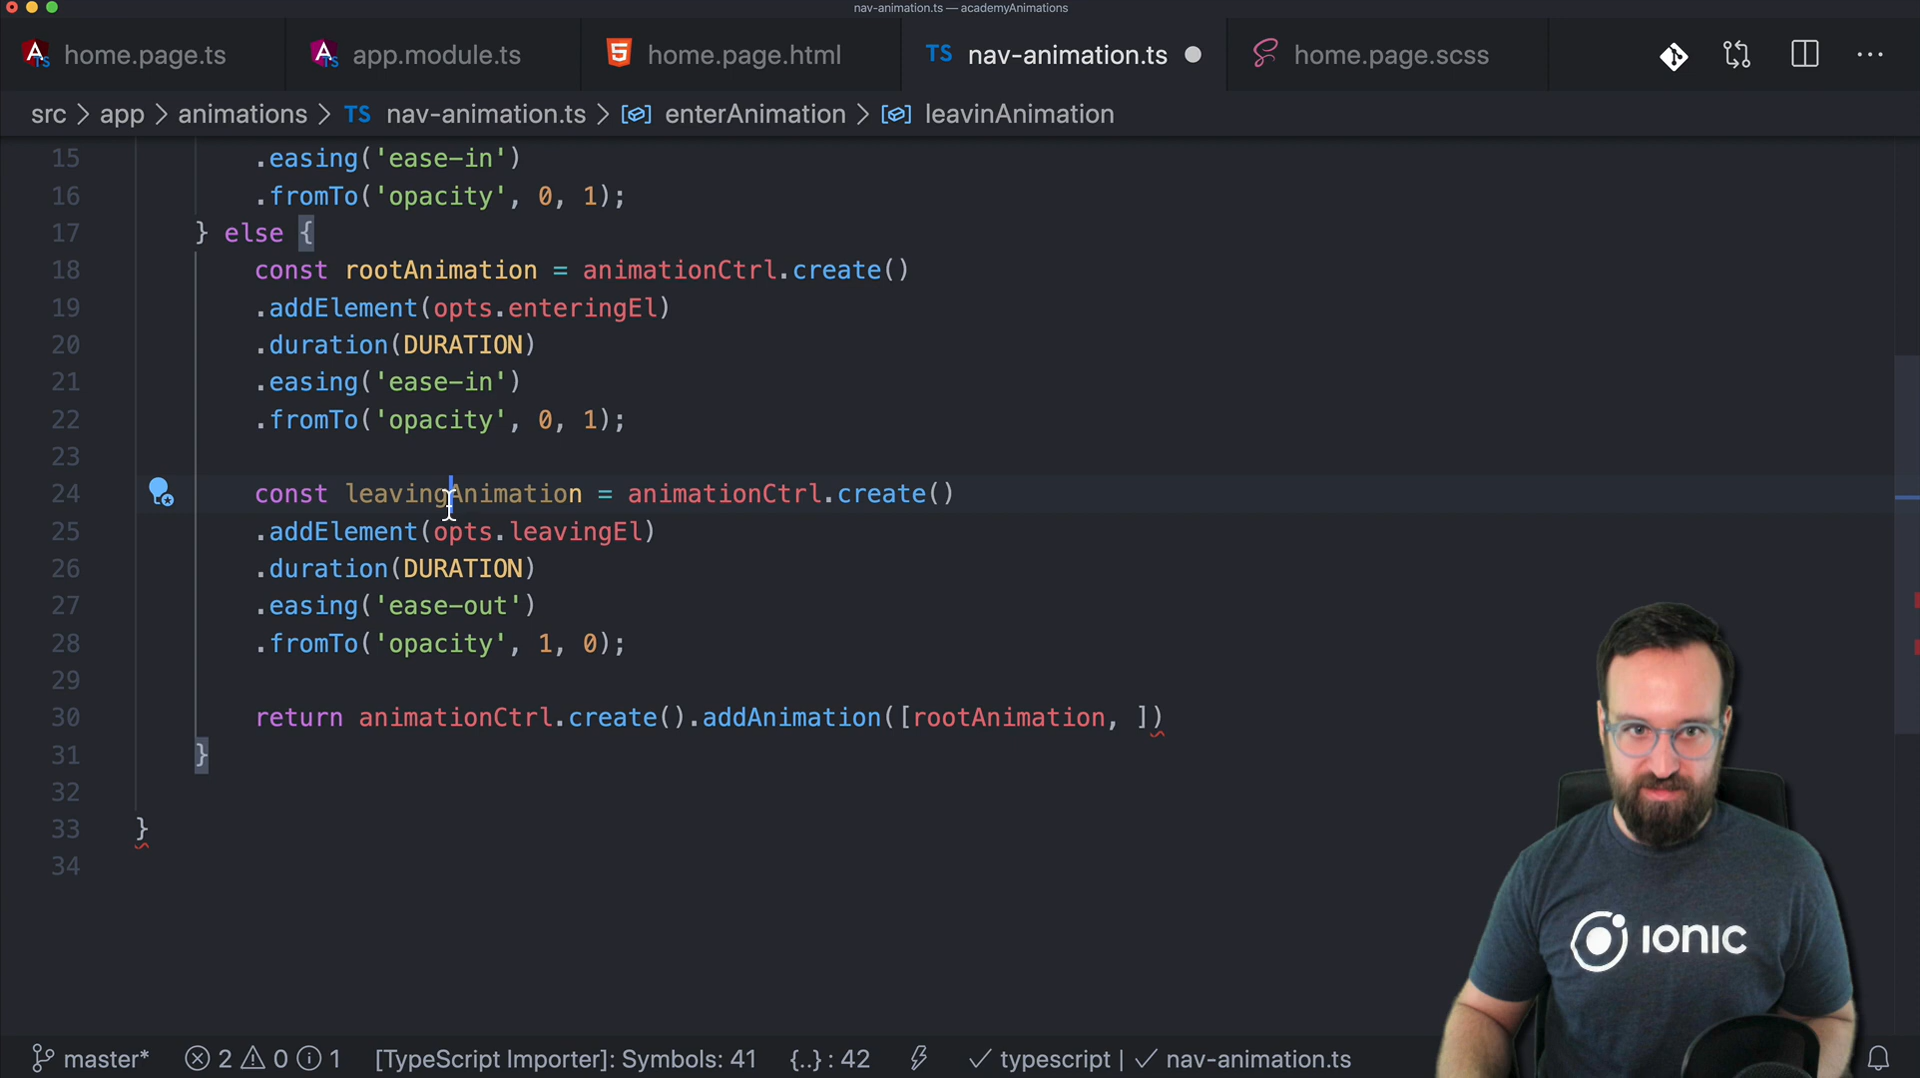 nav-animation.ts — academyAnimations
home.page.ts
app.module.ts
home.page.html
TS nav-animation.ts
home.page.scss
src > app > animations > TS nav-animation.ts > enterAnimation > leavinAnimation
15 .easing('ease-in')
16 .fromTo('opacity', 0, 1);
17 } else {
18 const rootAnimation = animationCtrl.create()
19 .addElement(opts.enteringEl)
20 .duration(DURATION)
21 .easing('ease-in')
22 .fromTo('opacity', 0, 1);
23
24 const leavingAnimation = animationCtrl.create()
25 .addElement(opts.leavingEl)
26 .duration(DURATION)
27 .easing('ease-out')
28 .fromTo('opacity', 1, 0);
29
30 return animationCtrl.create().addAnimation([rootAnimation, ])
31 }
32
33 }
34
IONIC
master* 2 0 1 [TypeScript Importer]: Symbols: 41 {..} : 42 ✓ typescript | ✓ nav-animation.ts